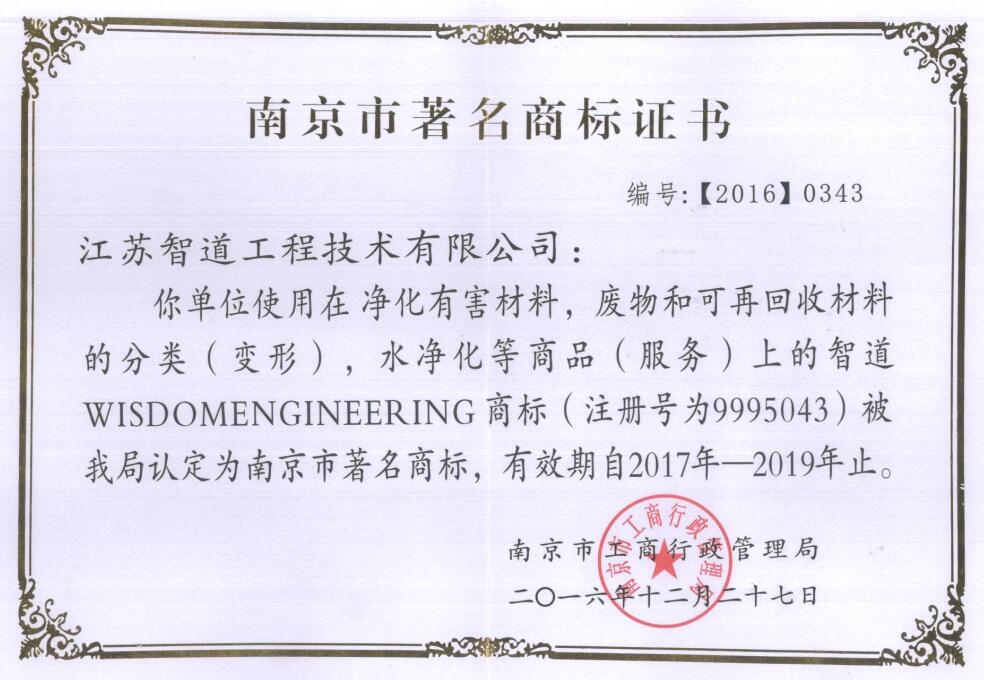 南京市著名商标证书
编号:【2016】0343
江苏智道工程技术有限公司：
你单位使用在净化有害材料，废物和可再回收材料
的分类（变形），水净化等商品（服务）上的智道
WISDOMENGINEERING商标（注册号为9995043）被
我局认定为南京市著名商标，有效期自2017年—2019年止。
南京市工商行政管理局
南京市工商行政管理局
二〇一六年十二月二十七日